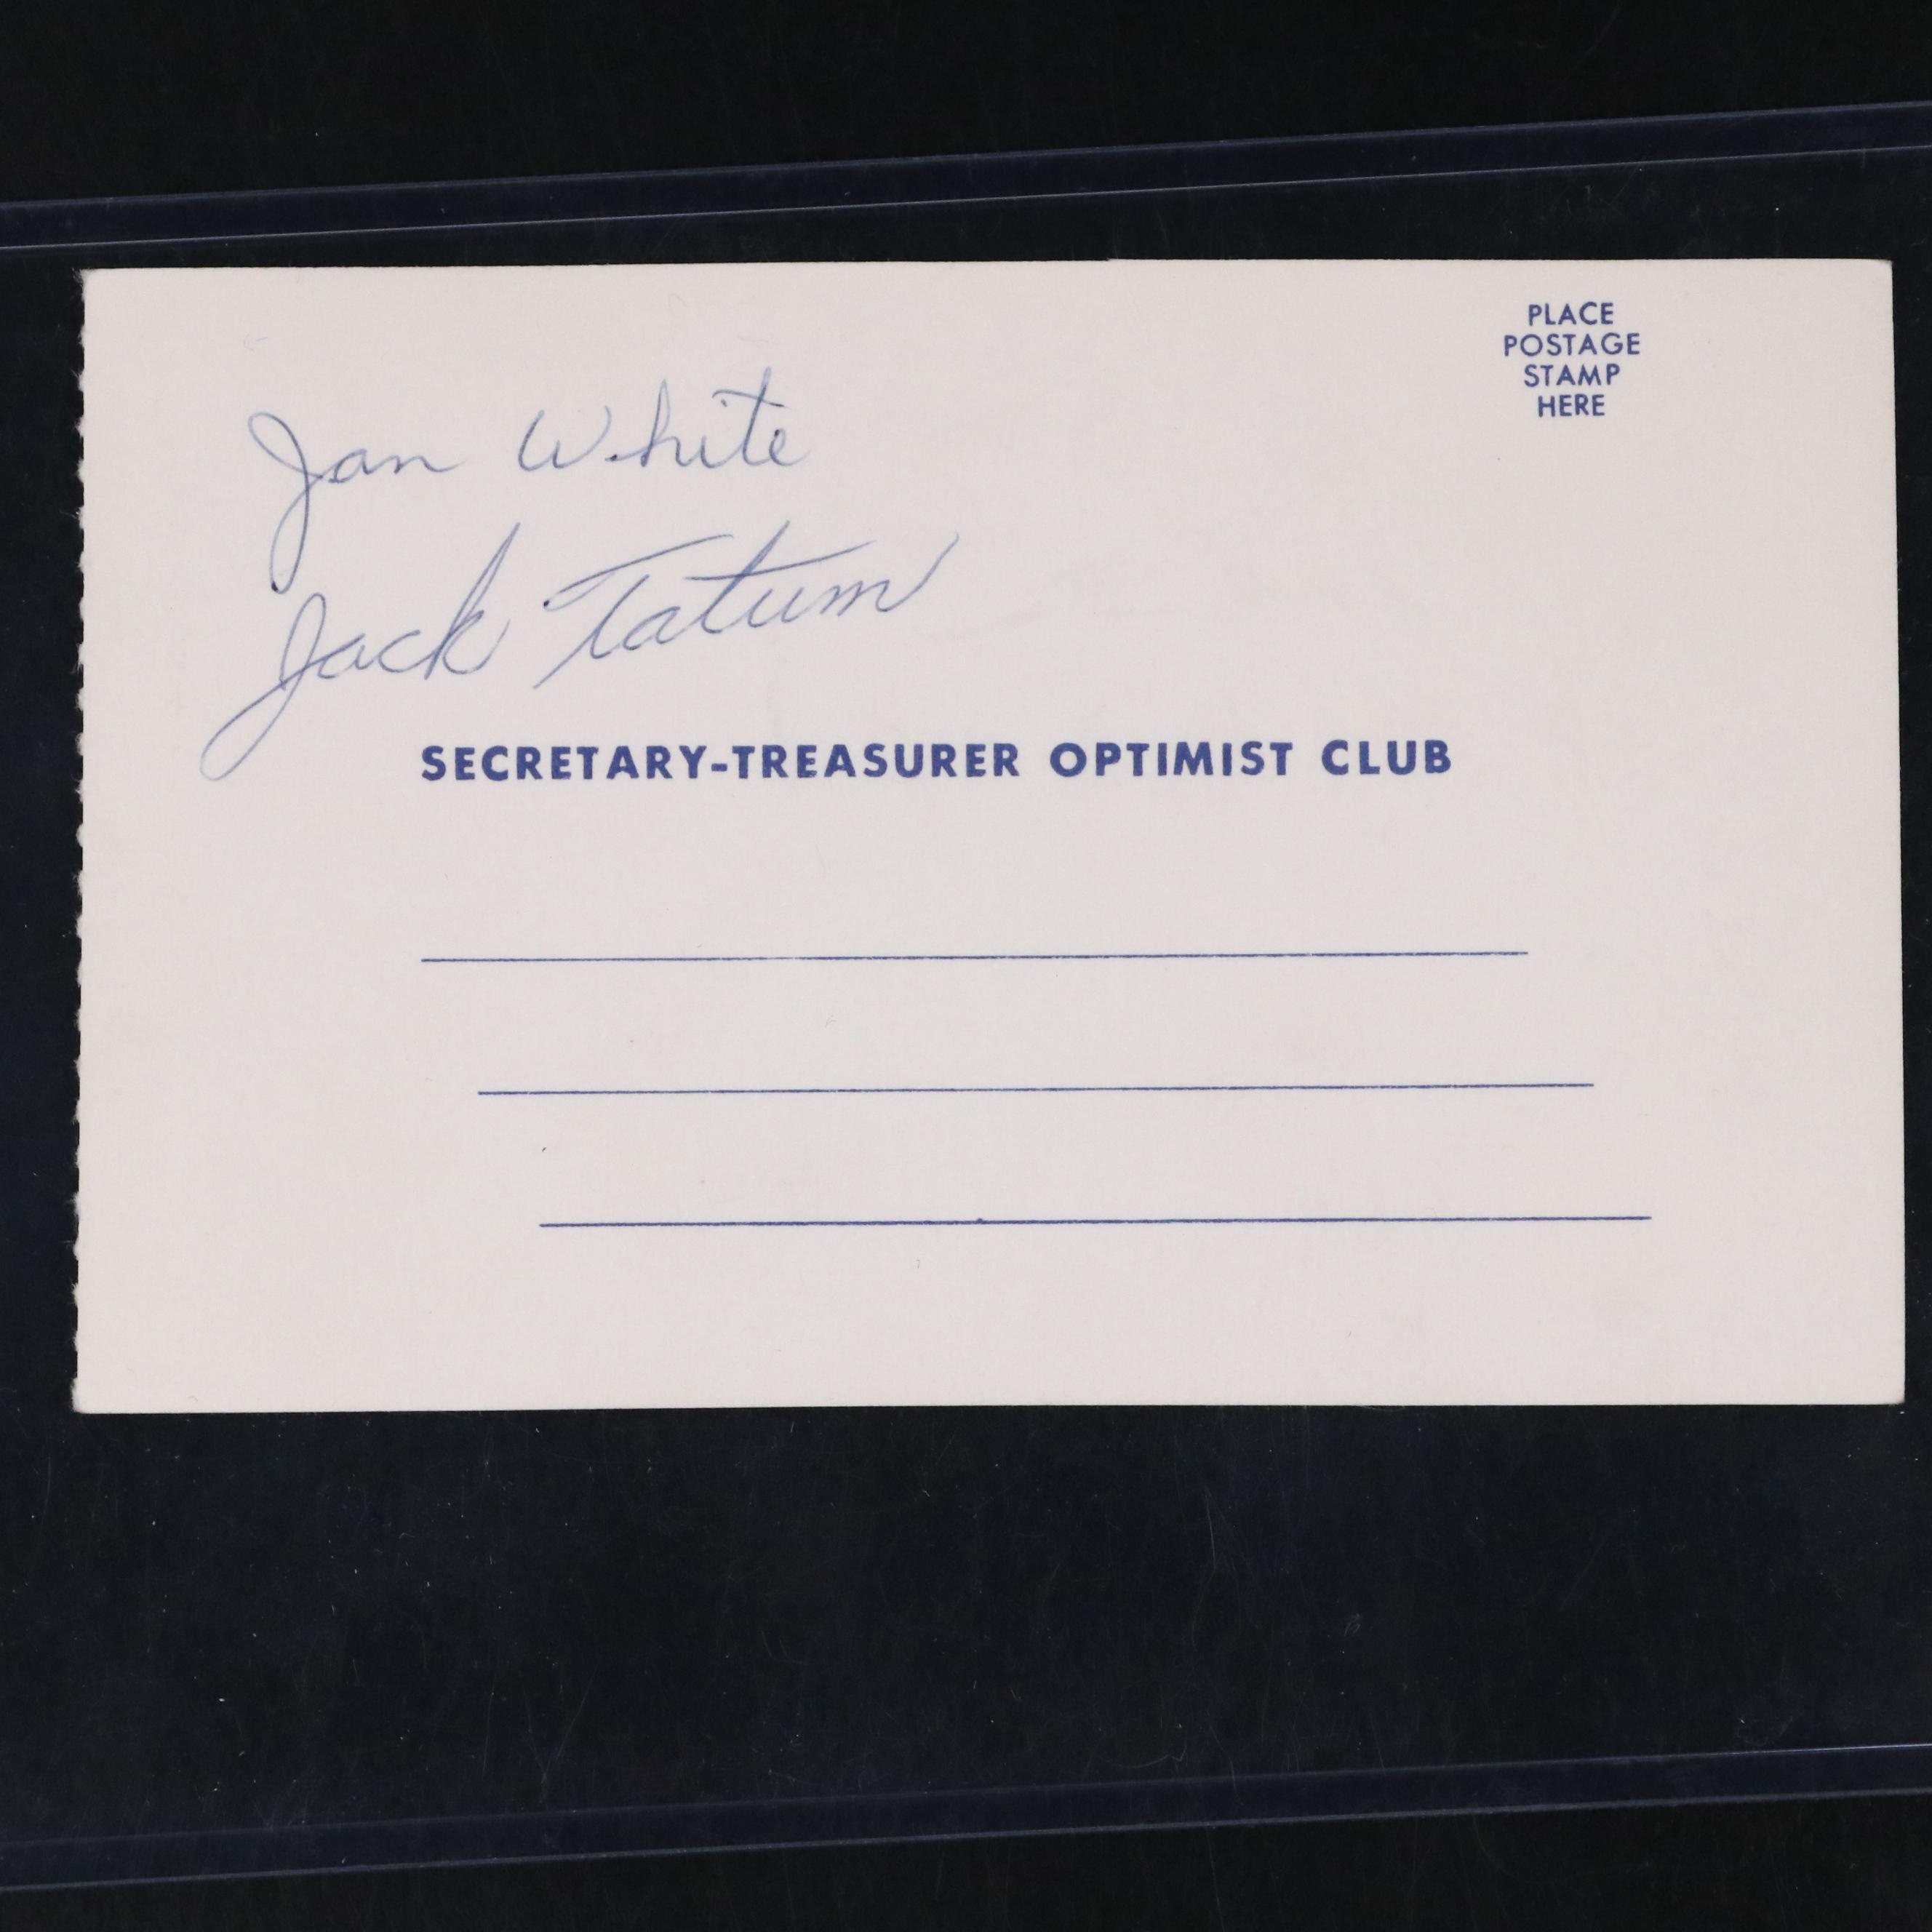 PLACE
POSTAGE
STAMP
HERE
Jan White
Jack Tatum
SECRETARY-TREASURER OPTIMIST CLUB